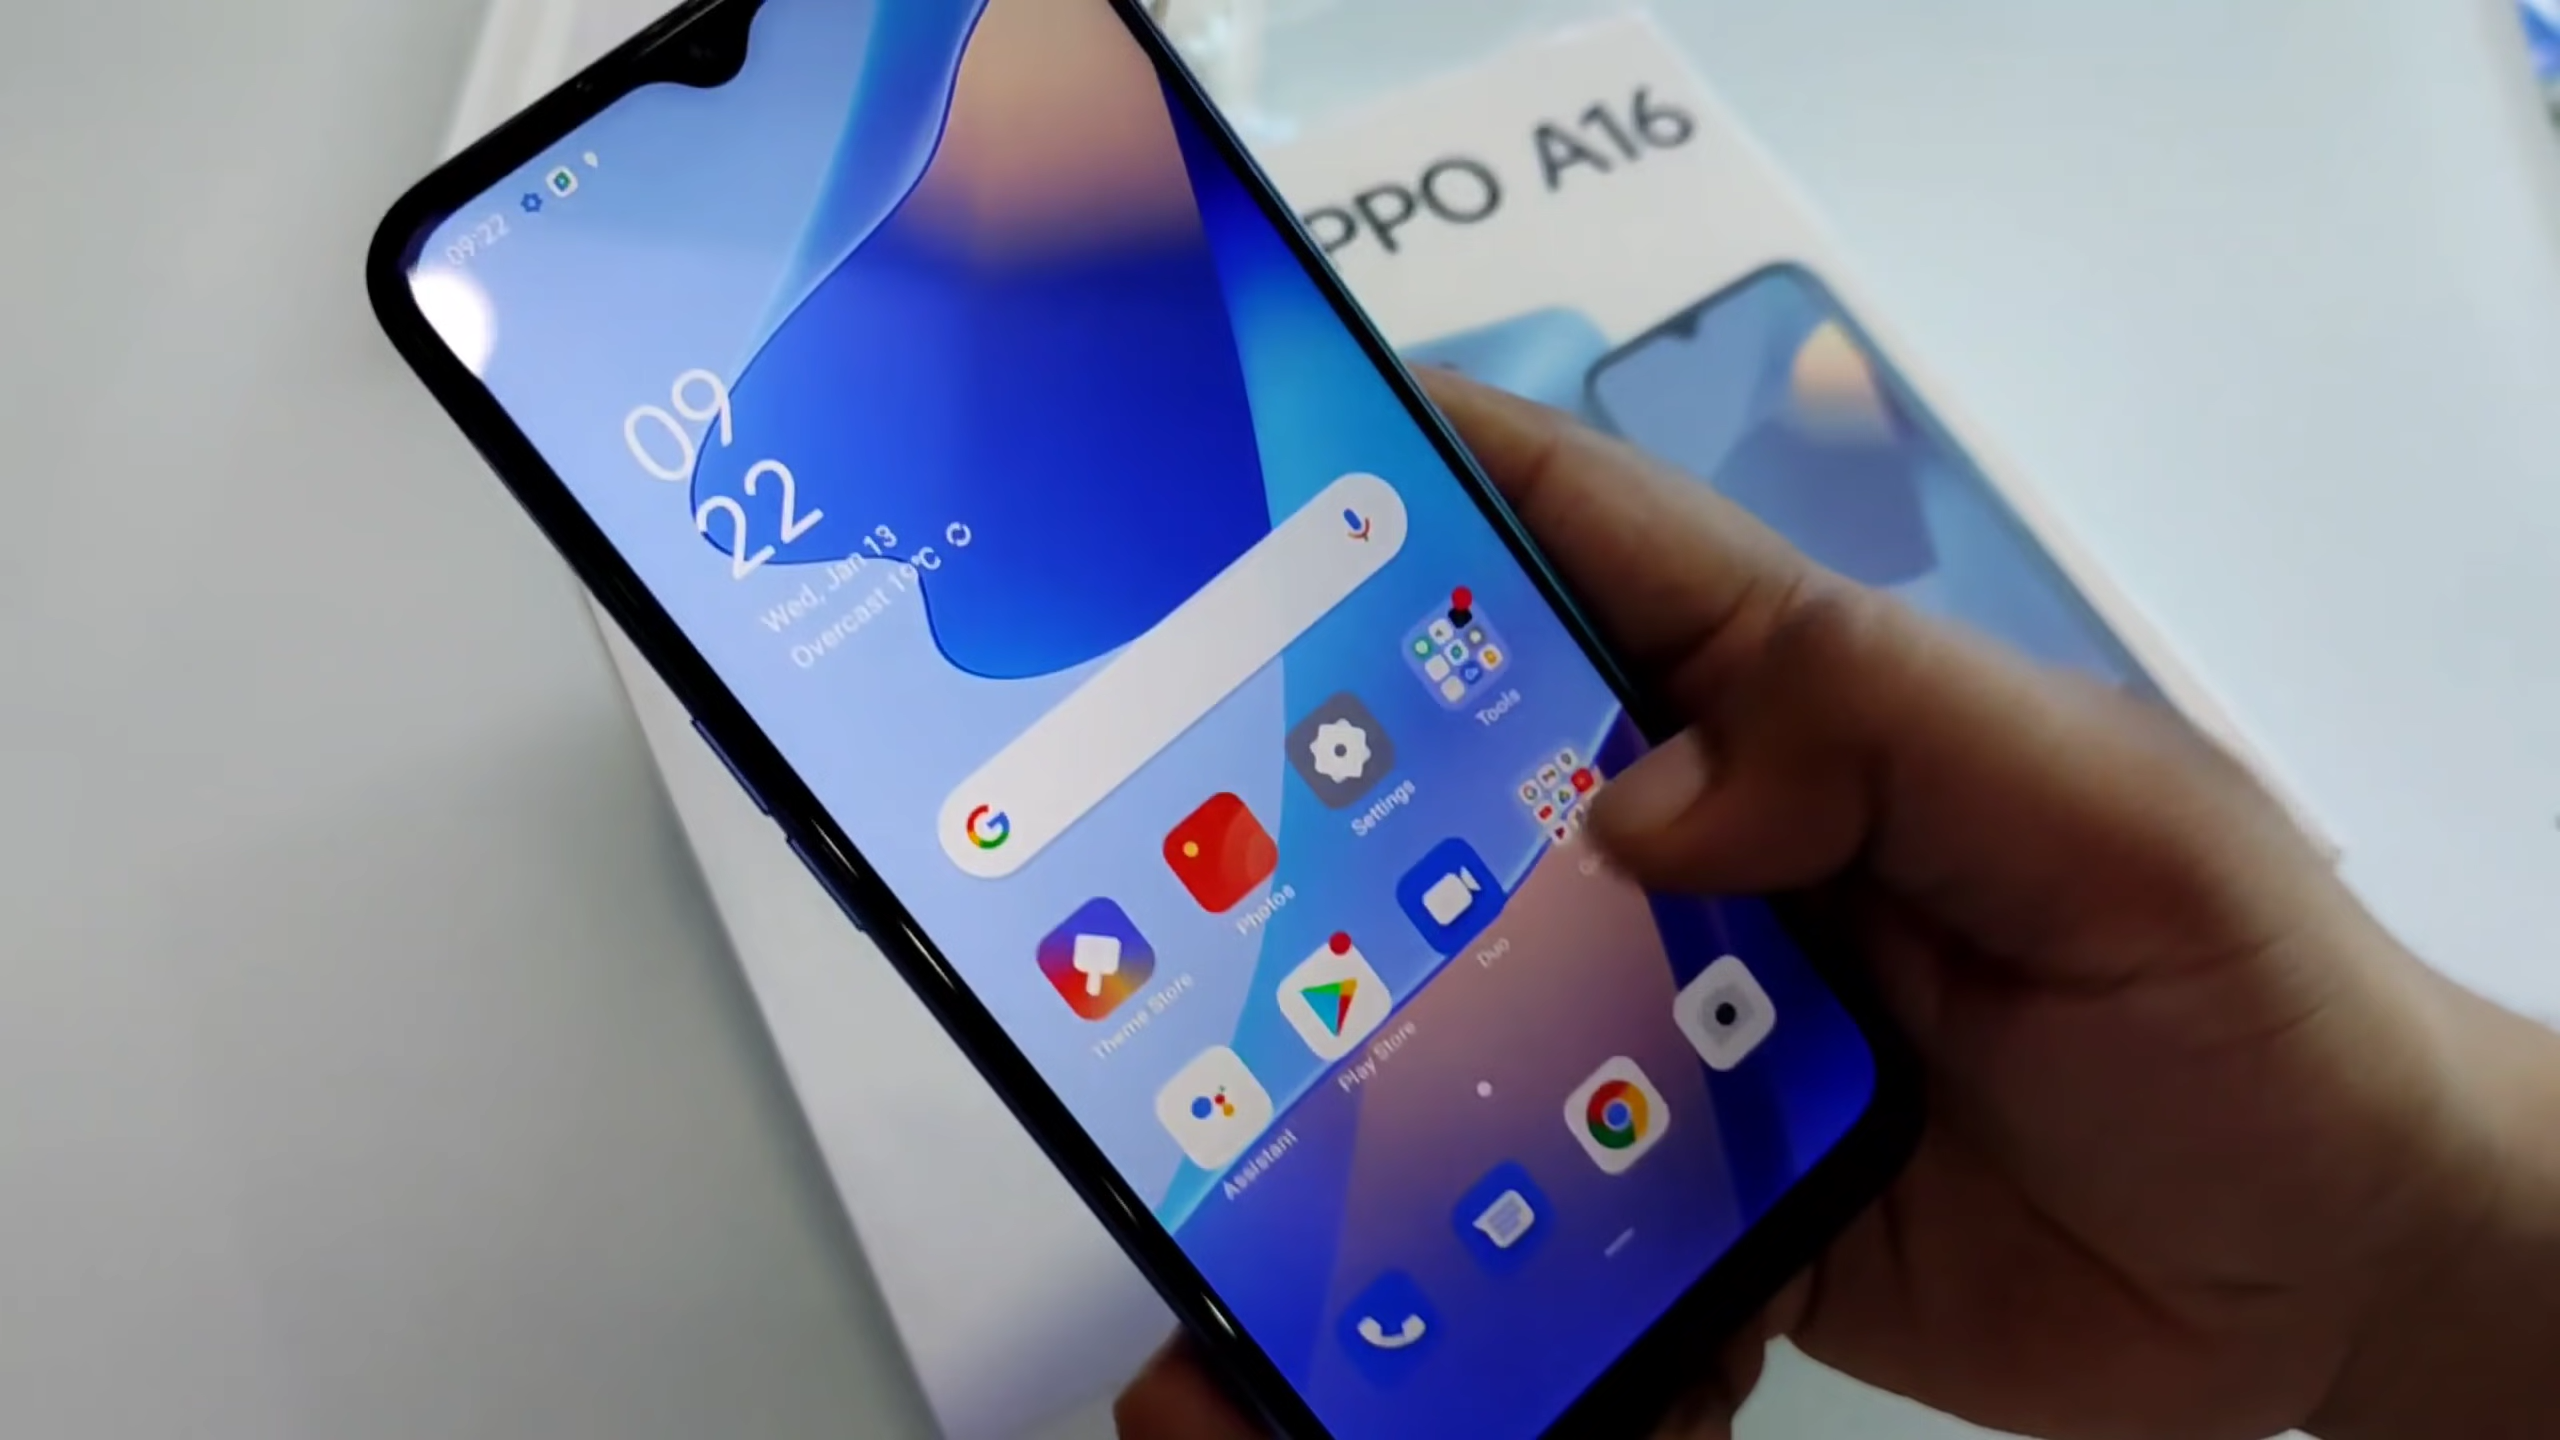 PPO A16
09:22
09
22
Wed, Jan 13
Overcast 19°C
Tools
Settings
Photos
Theme Store
Duo
Play Store
Assistant